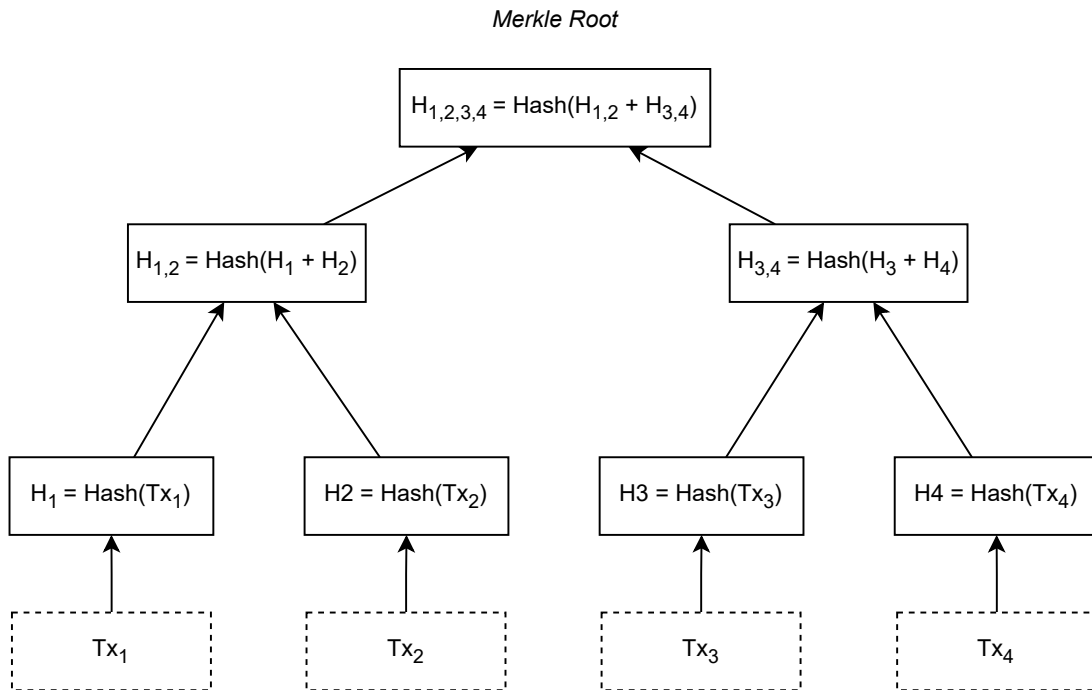 Merkle Root
H1,2,3,4 = Hash(H1,2 + H3,4)
H1,2 = Hash(H1 + H2)
H3,4 = Hash(H3 + H4)
H1 = Hash(Tx1)
H2 = Hash(Tx2)
H3 = Hash(Tx3)
H4 = Hash(Tx4)
Tx1
Tx2
Tx3
Tx4